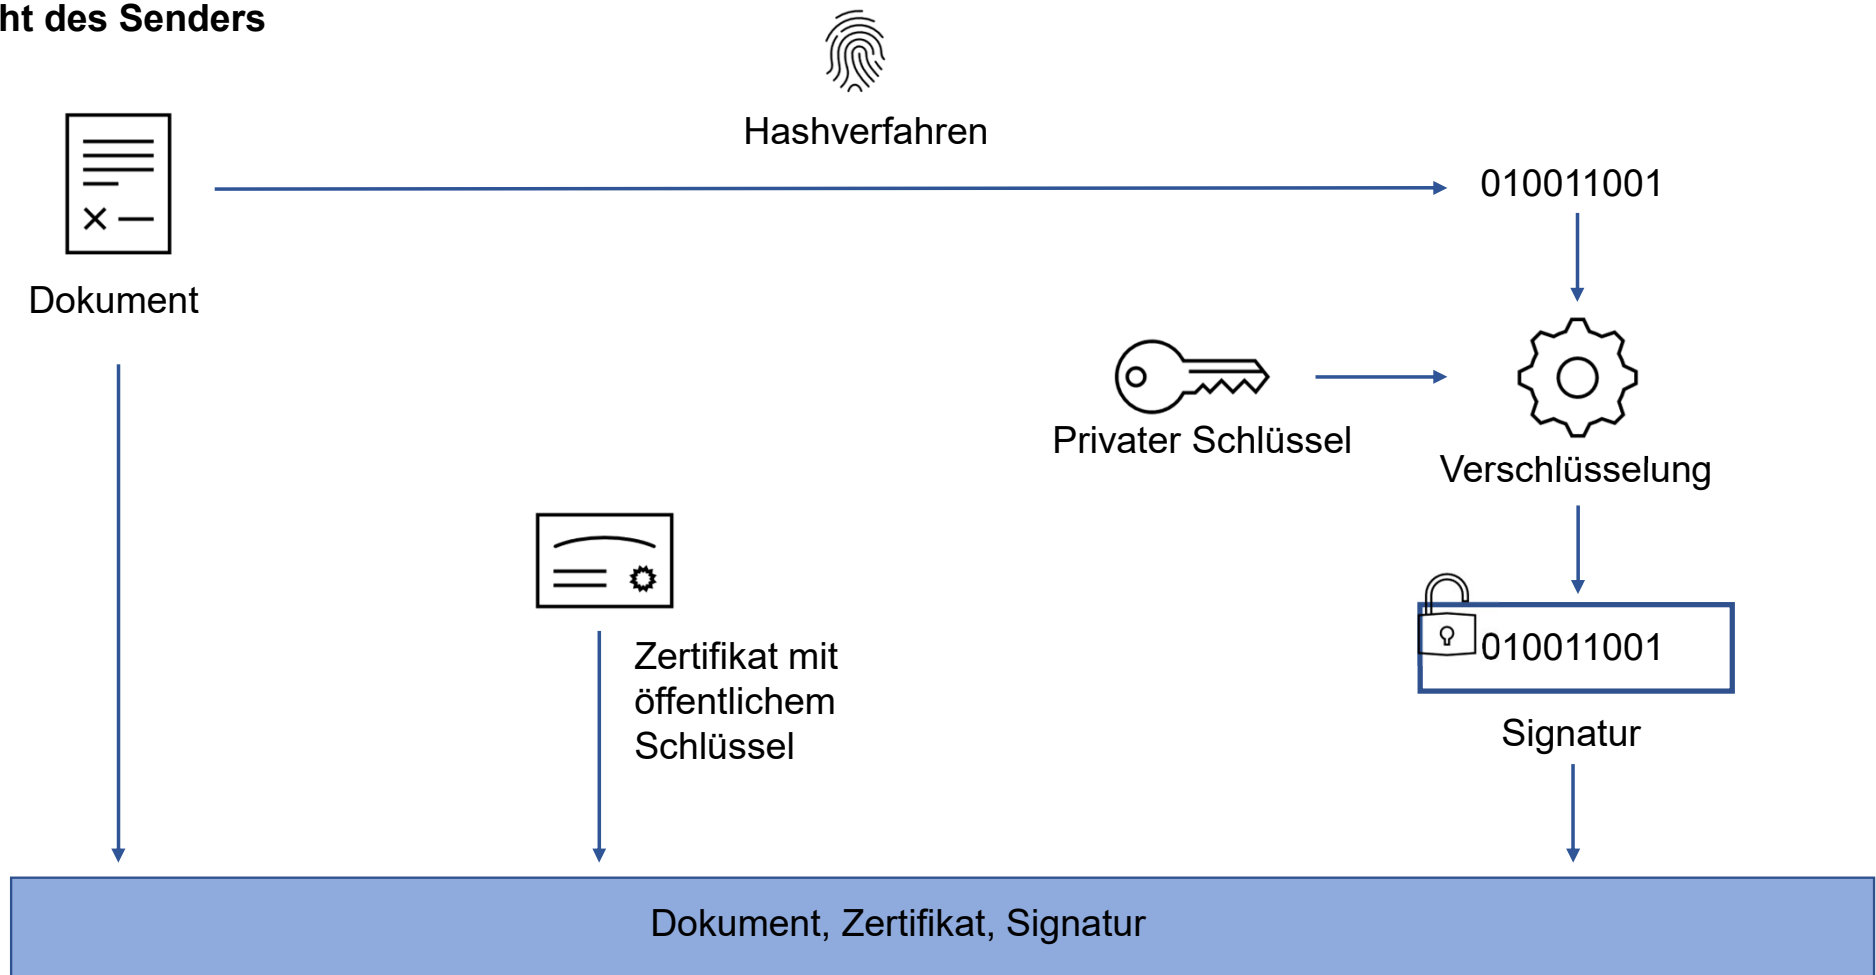 ht des Senders
Hashverfahren
010011001
Dokument
Privater Schlüssel
Verschlüsselung
010011001
Zertifikat mit
öffentlichem
Schlüssel
Signatur
Dokument, Zertifikat, Signatur